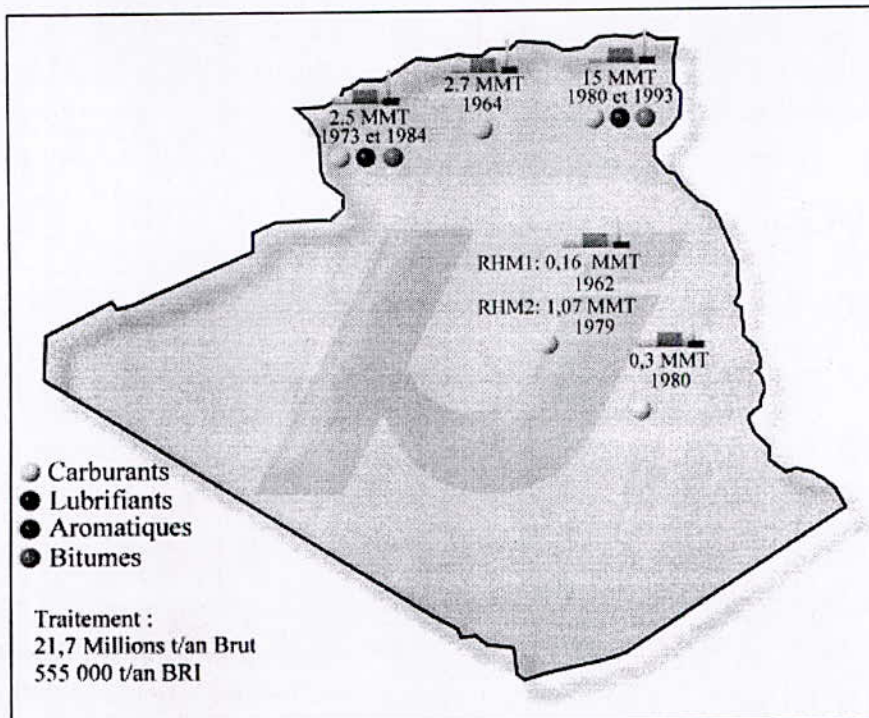 2.5 MMT
1973 et 1984
2.7 MMT
1964
15 MMT
1980 et 1993
RHM1: 0,16 MMT
1962
RHM2: 1,07 MMT
1979
0,3 MMT
1980
Carburants
Lubrifiants
Aromatiques
Bitumes
Traitement :
21,7 Millions t/an Brut
555 000 t/an BRI